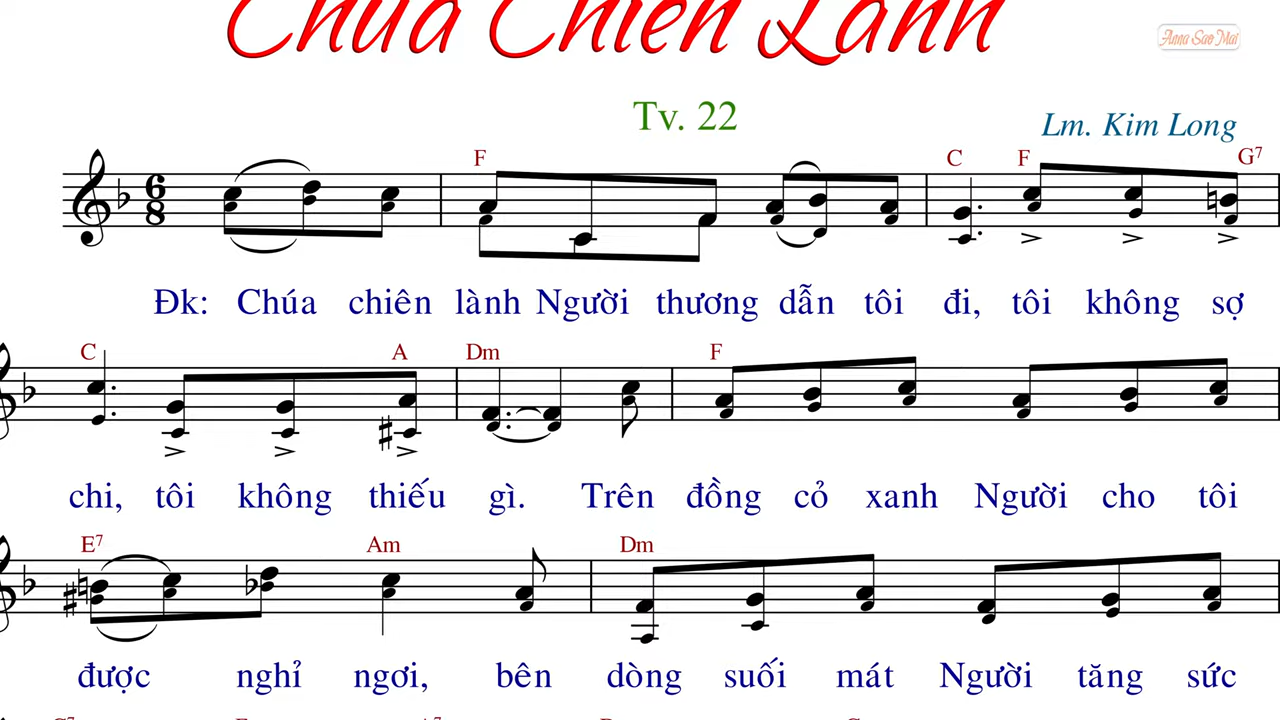 Chúa Chiên Lành
Anna Sao Mai
Tv. 22
Lm. Kim Long
F C F G7
6
8
Đk: Chúa chiên lành Người thương dẫn tôi đi, tôi không sợ
C A Dm F
chi, tôi không thiếu gì. Trên đồng cỏ xanh Người cho tôi
E7 Am Dm
được nghỉ ngơi, bên dòng suối mát Người tăng sức